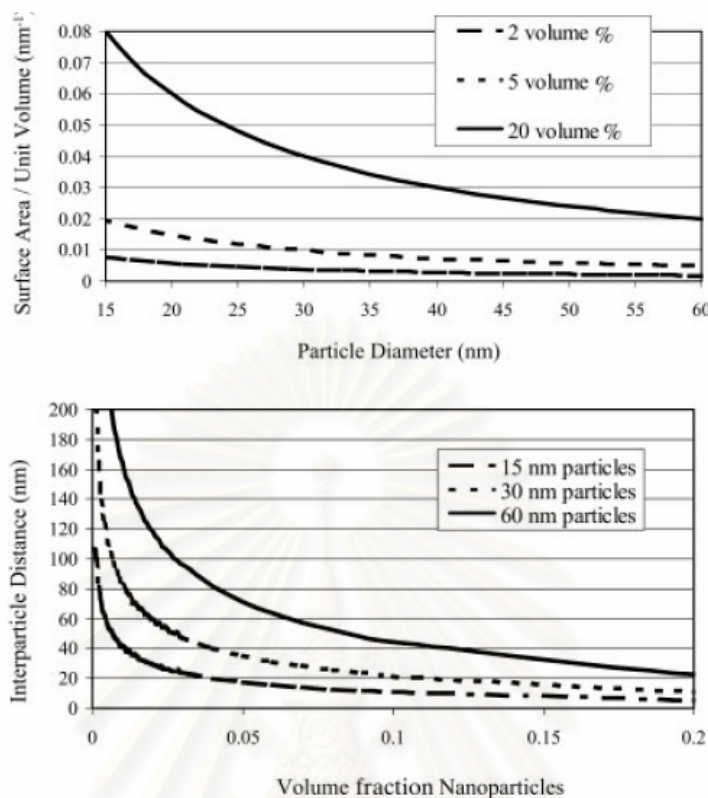 Surface Area / Unit Volume (nm⁻¹)
0.08
0.07
0.06
0.05
0.04
0.03
0.02
0.01
0
2 volume %
5 volume %
20 volume %
15 20 25 30 35 40 45 50 55 60
Particle Diameter (nm)
Interparticle Distance (nm)
200
180
160
140
120
100
80
60
40
20
0
15 nm particles
30 nm particles
60 nm particles
0 0.05 0.1 0.15 0.2
Volume fraction Nanoparticles